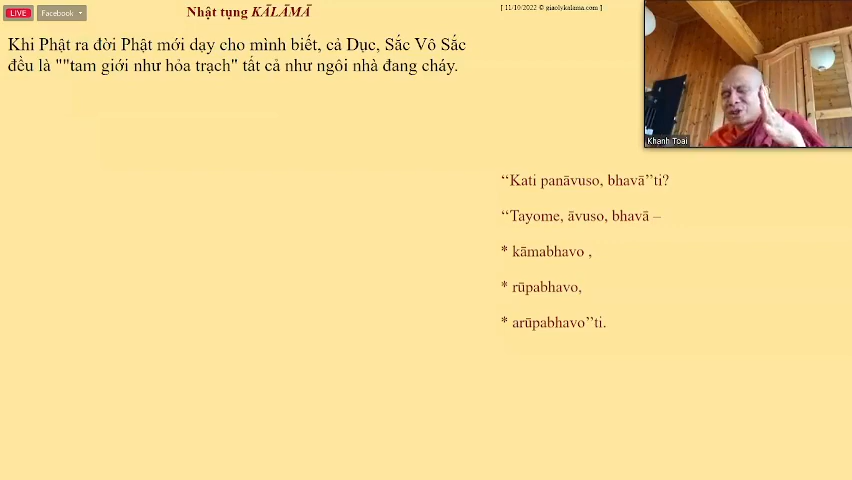 LIVE Facebook
Nhật tụng KĀLĀMĀ
[ 11/10/2022 © giaolykalama.com ]
Khi Phật ra đời Phật mới dạy cho mình biết, cả Dục, Sắc Vô Sắc
đều là ""tam giới như hỏa trạch" tất cả như ngôi nhà đang cháy.
Khanh Toai
“Kati panāvuso, bhavā”ti?
“Tayome, āvuso, bhavā –
* kāmabhavo ,
* rūpabhavo,
* arūpabhavo”ti.